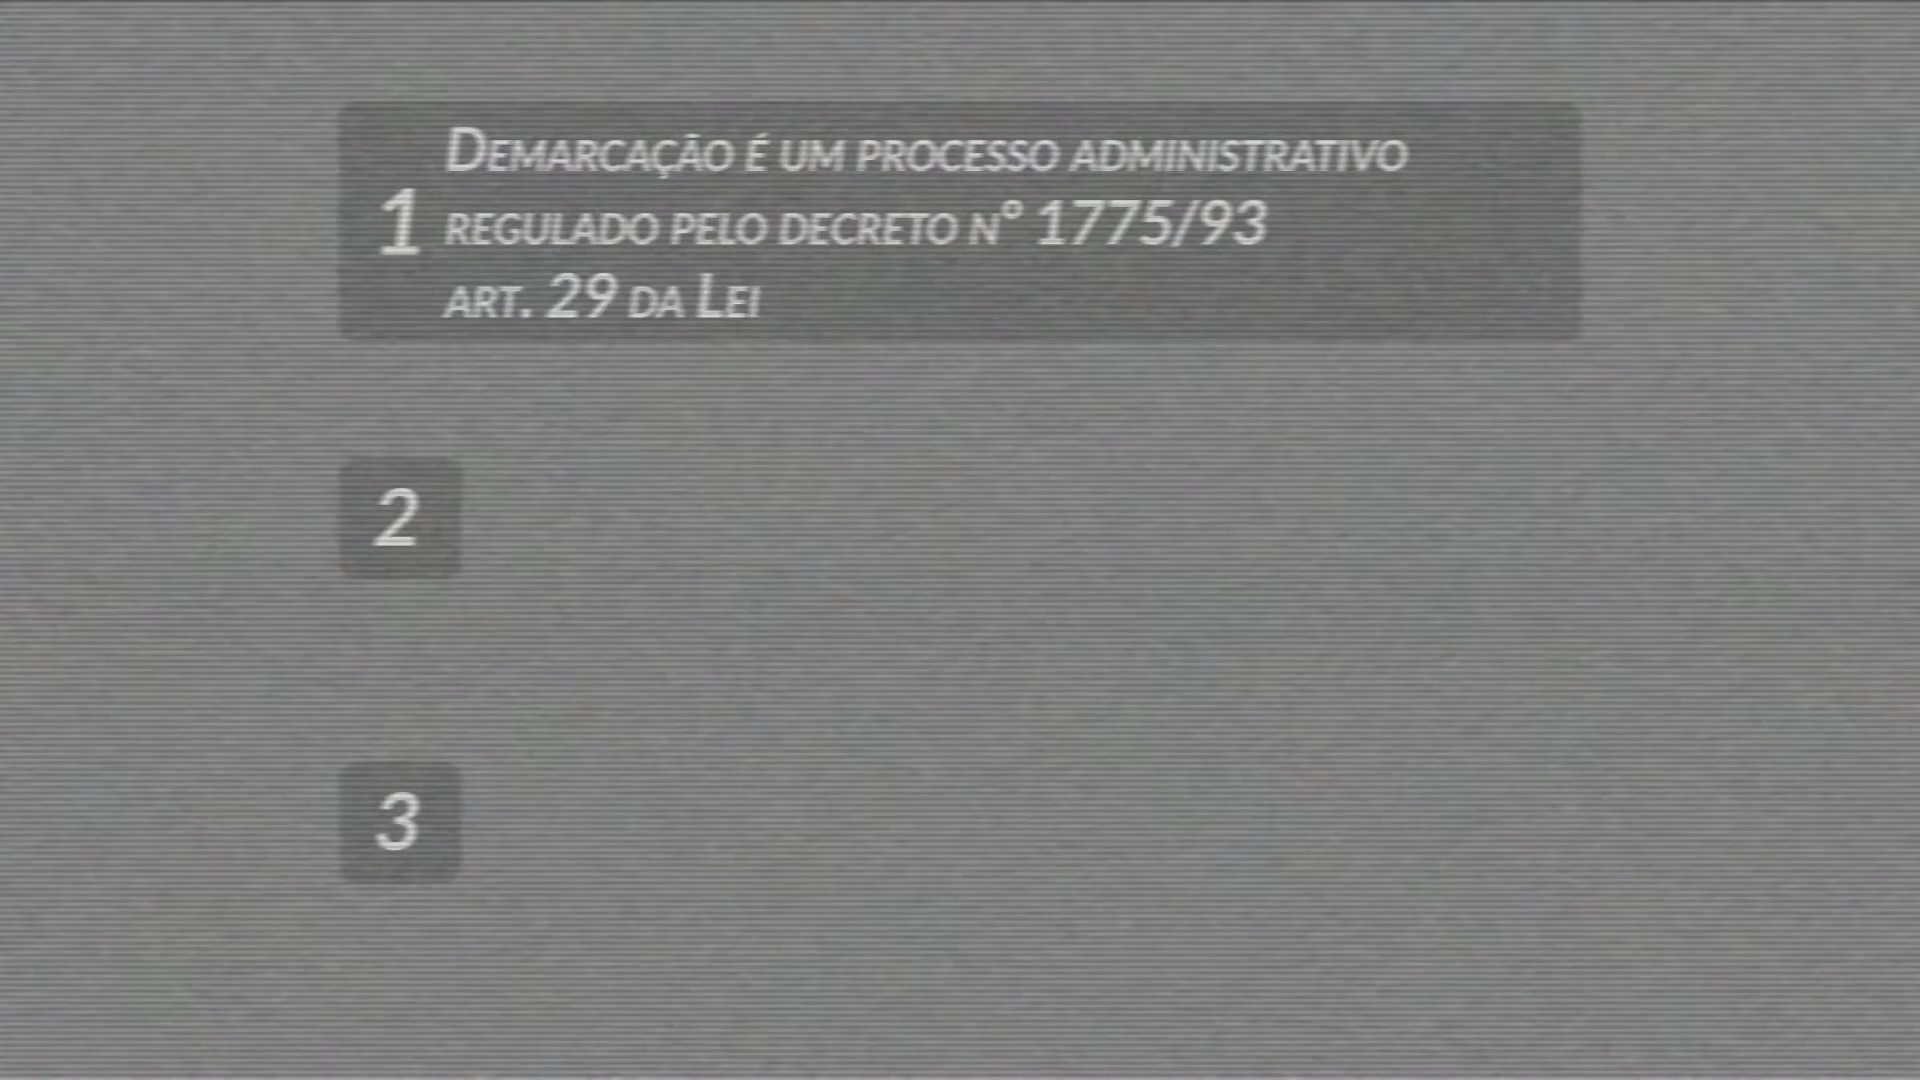 Demarcação é um processo administrativo
1 regulado pelo decreto nº 1775/93
art. 29 da Lei
2
3